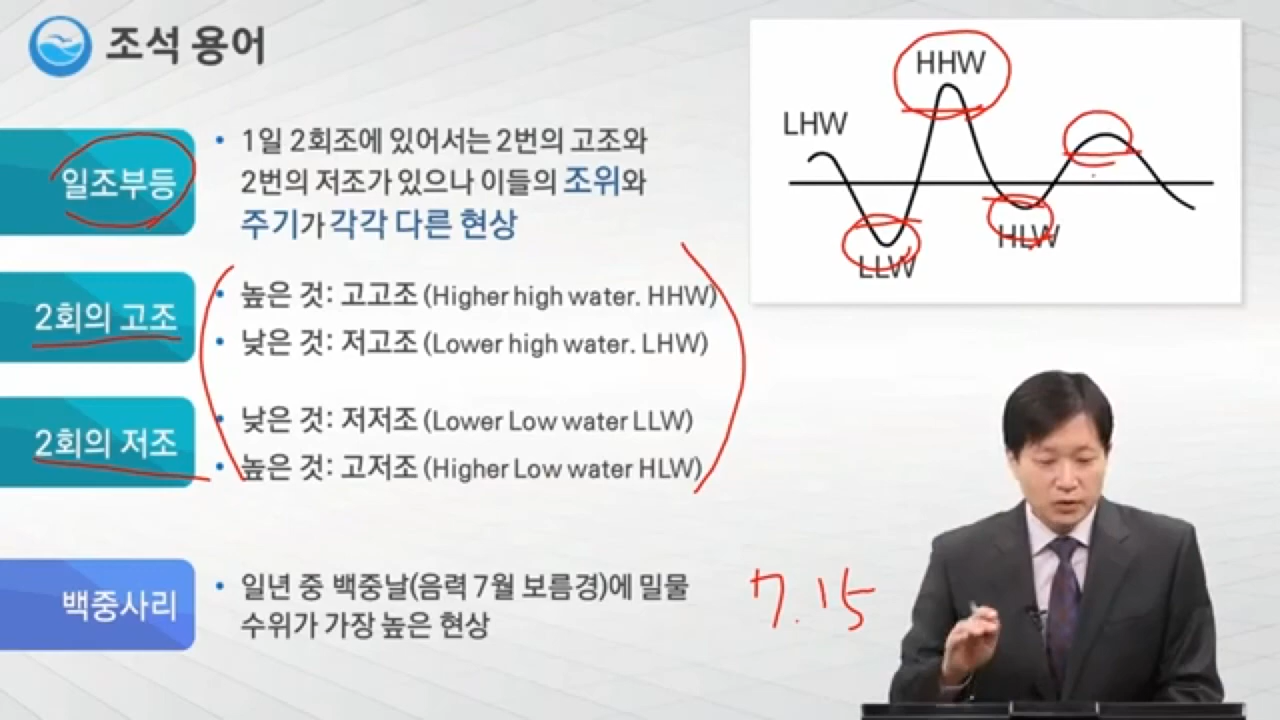 조석 용어
일조부등
• 1일 2회조에 있어서는 2번의 고조와
2번의 저조가 있으나 이들의 조위와
주기가 각각 다른 현상
2회의 고조
• 높은 것: 고고조 (Higher high water. HHW)
• 낮은 것: 저고조 (Lower high water. LHW)
2회의 저조
• 낮은 것: 저저조 (Lower Low water LLW)
• 높은 것: 고저조 (Higher Low water HLW)
백중사리
• 일년 중 백중날(음력 7월 보름경)에 밀물
수위가 가장 높은 현상
HHW
LHW
HLW
LLW
7.15